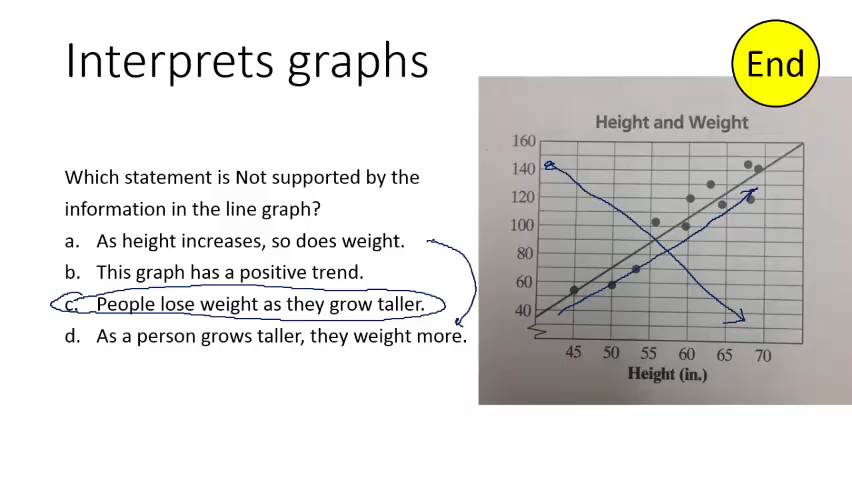 Interprets graphs
End
Which statement is Not supported by the
information in the line graph?
a. As height increases, so does weight.
b. This graph has a positive trend.
c. People lose weight as they grow taller.
d. As a person grows taller, they weight more.
Height and Weight
160
140
120
100
80
60
40
45 50 55 60 65 70
Height (in.)